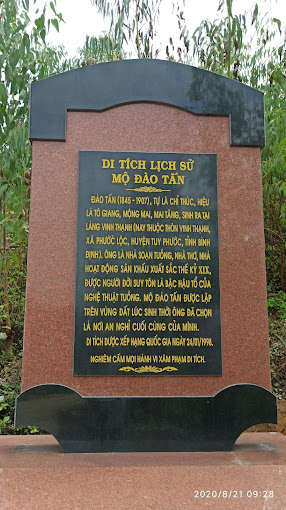 DI TÍCH LỊCH SỬ
MỘ ĐÀO TẤN
ĐÀO TẤN (1845 - 1907), TỰ LÀ CHỈ THÚC, HIỆU
LÀ TÔ GIANG, MỘNG MAI, MAI TĂNG, SINH RA TẠI
LÀNG VINH THẠNH (NAY THUỘC THÔN VINH THẠNH,
XÃ PHƯỚC LỘC, HUYỆN TUY PHƯỚC, TỈNH BÌNH
ĐỊNH). ÔNG LÀ NHÀ SOẠN TUỒNG, NHÀ THƠ, NHÀ
HOẠT ĐỘNG SÂN KHẤU XUẤT SẮC THẾ KỶ XIX,
ĐƯỢC NGƯỜI ĐỜI SUY TÔN LÀ BẬC HẬU TỔ CỦA
NGHỆ THUẬT TUỒNG. MỘ ĐÀO TẤN ĐƯỢC LẬP
TRÊN VÙNG ĐẤT LÚC SINH THỜI ÔNG ĐÃ CHỌN
LÀ NƠI AN NGHỈ CUỐI CÙNG CỦA MÌNH.
DI TÍCH ĐƯỢC XẾP HẠNG QUỐC GIA NGÀY 24/01/1998.
NGHIÊM CẤM MỌI HÀNH VI XÂM PHẠM DI TÍCH.
2020/8/21 09:28